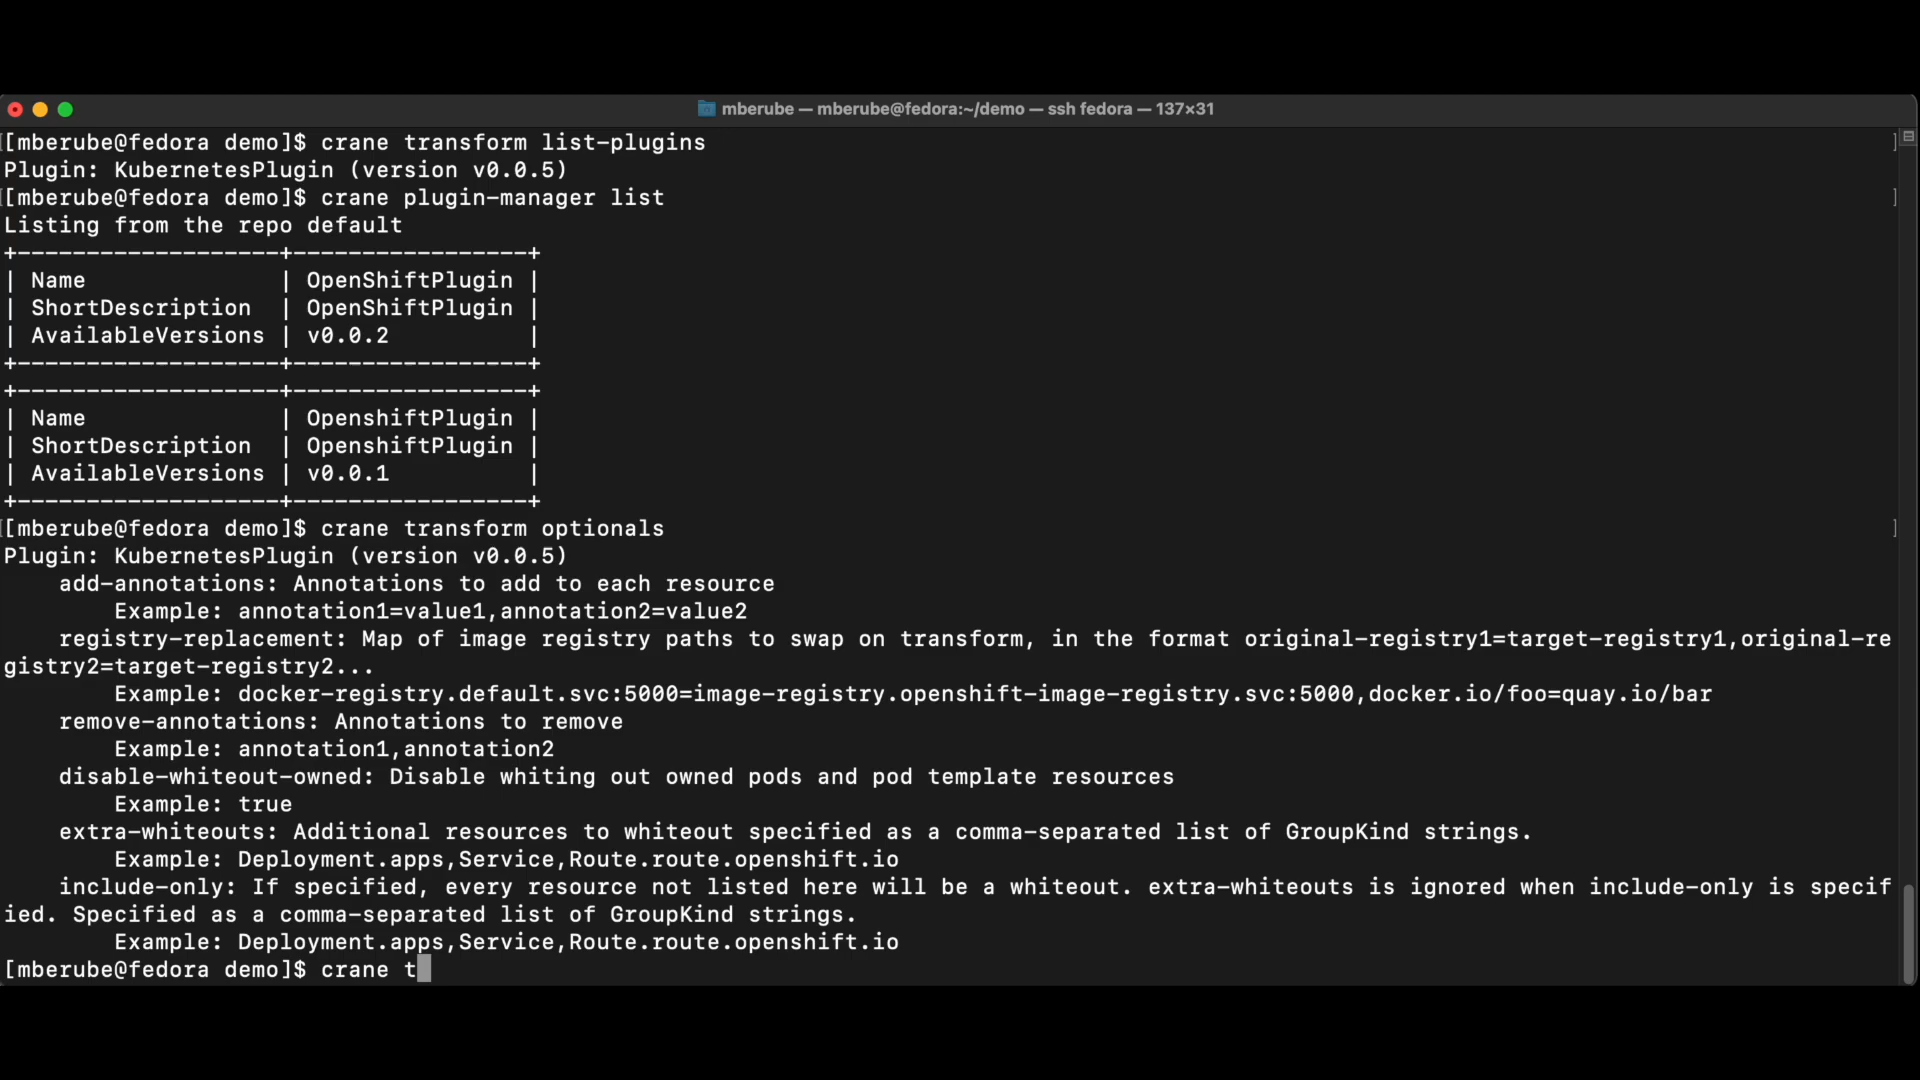 mberube — mberube@fedora:~/demo — ssh fedora — 137×31
[mberube@fedora demo]$ crane transform list-plugins
Plugin: KubernetesPlugin (version v0.0.5)
[mberube@fedora demo]$ crane plugin-manager list
Listing from the repo default
+-------------------+-----------------+
| Name              | OpenShiftPlugin |
| ShortDescription  | OpenShiftPlugin |
| AvailableVersions | v0.0.2          |
+-------------------+-----------------+
+-------------------+-----------------+
| Name              | OpenshiftPlugin |
| ShortDescription  | OpenshiftPlugin |
| AvailableVersions | v0.0.1          |
+-------------------+-----------------+
[mberube@fedora demo]$ crane transform optionals
Plugin: KubernetesPlugin (version v0.0.5)
    add-annotations: Annotations to add to each resource
        Example: annotation1=value1,annotation2=value2
    registry-replacement: Map of image registry paths to swap on transform, in the format original-registry1=target-registry1,original-re
gistry2=target-registry2...
        Example: docker-registry.default.svc:5000=image-registry.openshift-image-registry.svc:5000,docker.io/foo=quay.io/bar
    remove-annotations: Annotations to remove
        Example: annotation1,annotation2
    disable-whiteout-owned: Disable whiting out owned pods and pod template resources
        Example: true
    extra-whiteouts: Additional resources to whiteout specified as a comma-separated list of GroupKind strings.
        Example: Deployment.apps,Service,Route.route.openshift.io
    include-only: If specified, every resource not listed here will be a whiteout. extra-whiteouts is ignored when include-only is specif
ied. Specified as a comma-separated list of GroupKind strings.
        Example: Deployment.apps,Service,Route.route.openshift.io
[mberube@fedora demo]$ crane t